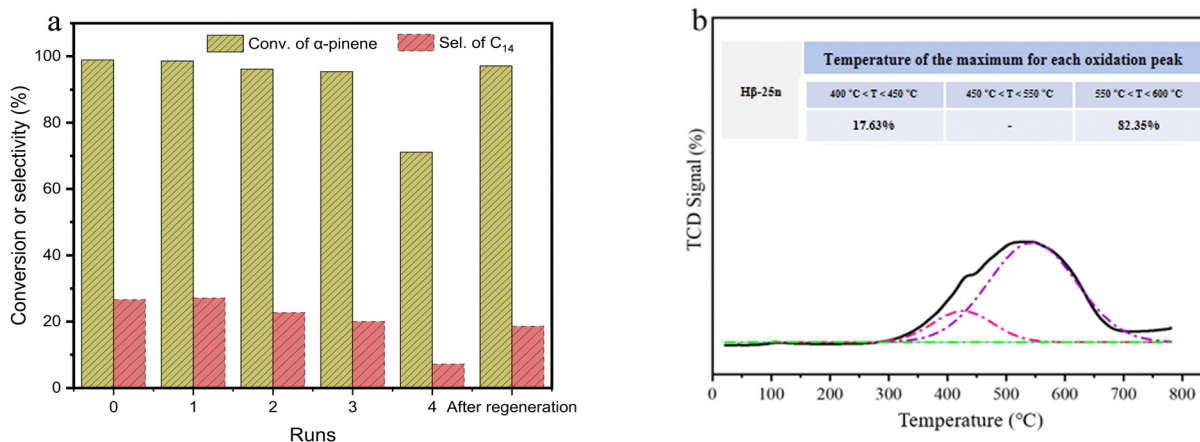 a
Conv. of α-pinene Sel. of C14
100
80
60
40
20
0
Conversion or selectivity (%)
0 1 2 3 4 After regeneration
Runs
b
Hβ-25n
Temperature of the maximum for each oxidation peak
400 °C < T < 450 °C 450 °C < T < 550 °C 550 °C < T < 600 °C
17.63% - 82.35%
TCD Signal (%)
0 100 200 300 400 500 600 700 800
Temperature (°C)